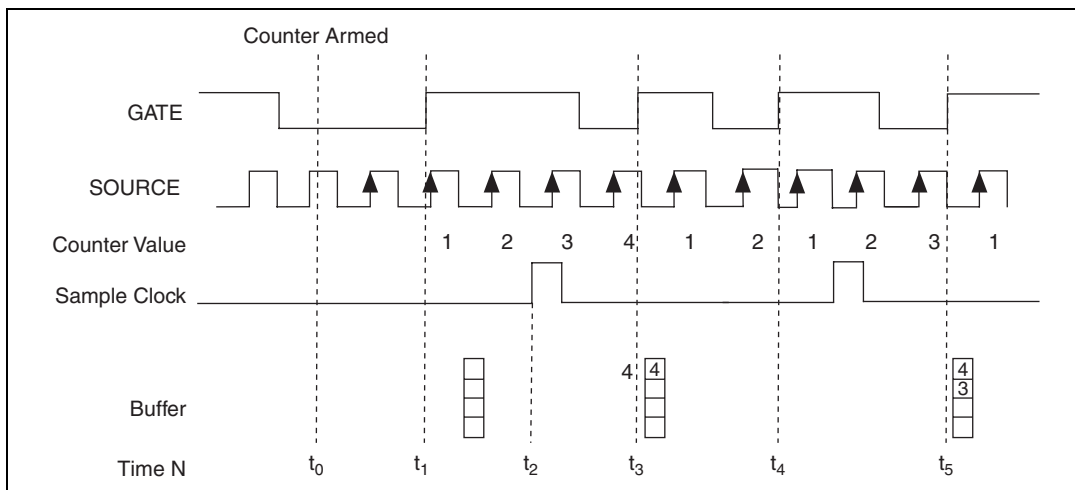 Counter Armed
GATE
SOURCE
Counter Value 1 2 3 4 1 2 1 2 3 1
Sample Clock
4 4 4
3
Buffer
Time N t0 t1 t2 t3 t4 t5